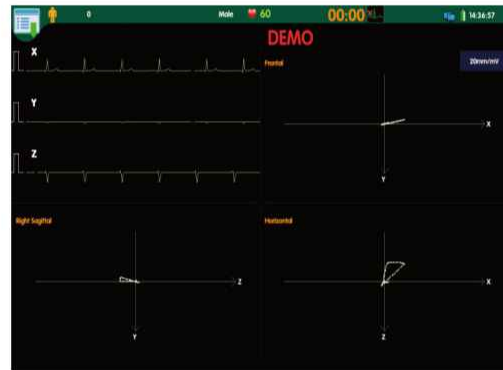 0 Male 60 00:00 14:36:57
DEMO
X
Y
Z
Frontal
20mm/mV
X
Y
Right Sagittal
Z
Y
Horizontal
X
Z